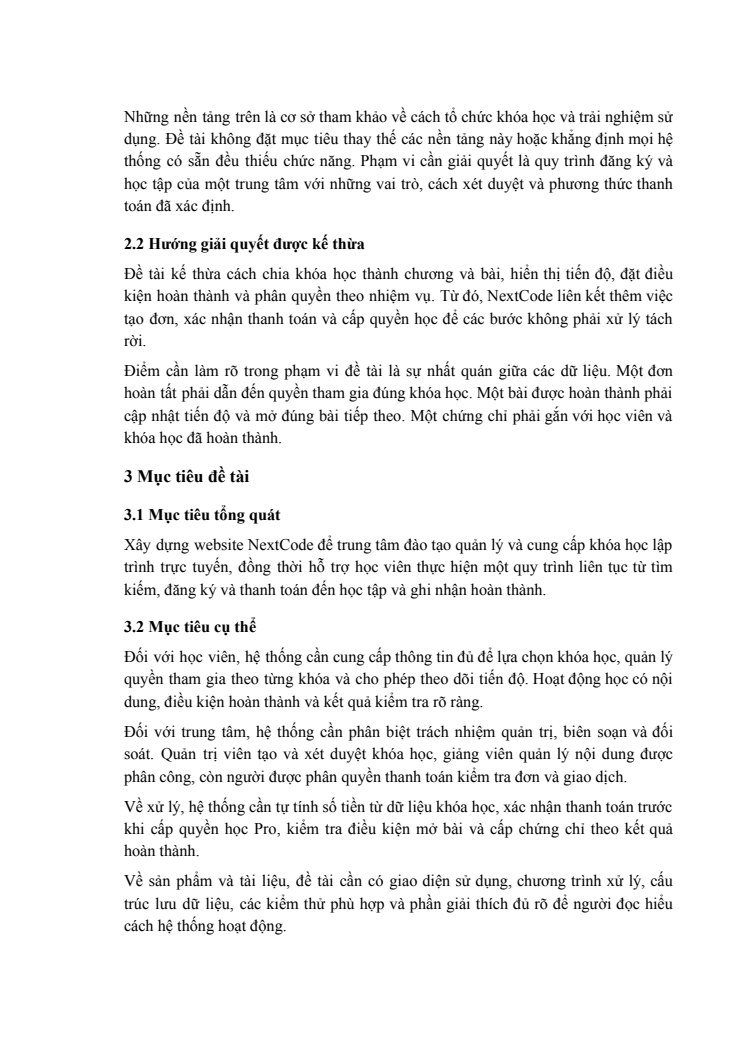 Những nền tảng trên là cơ sở tham khảo về cách tổ chức khóa học và trải nghiệm sử
dụng. Đề tài không đặt mục tiêu thay thế các nền tảng này hoặc khẳng định mọi hệ
thống có sẵn đều thiếu chức năng. Phạm vi cần giải quyết là quy trình đăng ký và
học tập của một trung tâm với những vai trò, cách xét duyệt và phương thức thanh
toán đã xác định.
2.2 Hướng giải quyết được kế thừa
Đề tài kế thừa cách chia khóa học thành chương và bài, hiển thị tiến độ, đặt điều
kiện hoàn thành và phân quyền theo nhiệm vụ. Từ đó, NextCode liên kết thêm việc
tạo đơn, xác nhận thanh toán và cấp quyền học để các bước không phải xử lý tách
rời.
Điểm cần làm rõ trong phạm vi đề tài là sự nhất quán giữa các dữ liệu. Một đơn
hoàn tất phải dẫn đến quyền tham gia đúng khóa học. Một bài được hoàn thành phải
cập nhật tiến độ và mở đúng bài tiếp theo. Một chứng chỉ phải gắn với học viên và
khóa học đã hoàn thành.
3 Mục tiêu đề tài
3.1 Mục tiêu tổng quát
Xây dựng website NextCode để trung tâm đào tạo quản lý và cung cấp khóa học lập
trình trực tuyến, đồng thời hỗ trợ học viên thực hiện một quy trình liên tục từ tìm
kiếm, đăng ký và thanh toán đến học tập và ghi nhận hoàn thành.
3.2 Mục tiêu cụ thể
Đối với học viên, hệ thống cần cung cấp thông tin đủ để lựa chọn khóa học, quản lý
quyền tham gia theo từng khóa và cho phép theo dõi tiến độ. Hoạt động học có nội
dung, điều kiện hoàn thành và kết quả kiểm tra rõ ràng.
Đối với trung tâm, hệ thống cần phân biệt trách nhiệm quản trị, biên soạn và đối
soát. Quản trị viên tạo và xét duyệt khóa học, giảng viên quản lý nội dung được
phân công, còn người được phân quyền thanh toán kiểm tra đơn và giao dịch.
Về xử lý, hệ thống cần tự tính số tiền từ dữ liệu khóa học, xác nhận thanh toán trước
khi cấp quyền học Pro, kiểm tra điều kiện mở bài và cấp chứng chỉ theo kết quả
hoàn thành.
Về sản phẩm và tài liệu, đề tài cần có giao diện sử dụng, chương trình xử lý, cấu
trúc lưu dữ liệu, các kiểm thử phù hợp và phần giải thích đủ rõ để người đọc hiểu
cách hệ thống hoạt động.